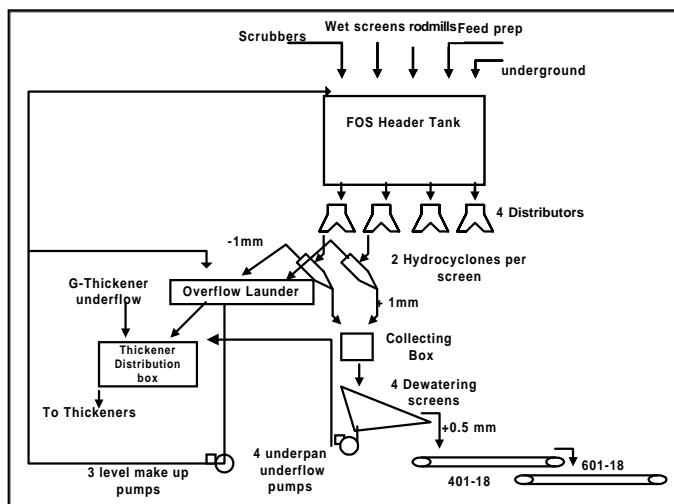 Wet screens rodmills Feed prep
Scrubbers
underground
FOS Header Tank
4 Distributors
-1mm
2 Hydrocyclones per
screen
G-Thickener
underflow
Overflow Launder
+ 1mm
Collecting
Box
Thickener
Distribution
box
4 Dewatering
screens
To Thickeners
+0.5 mm
4 underpan
underflow
pumps
3 level make up
pumps
401-18
601-18